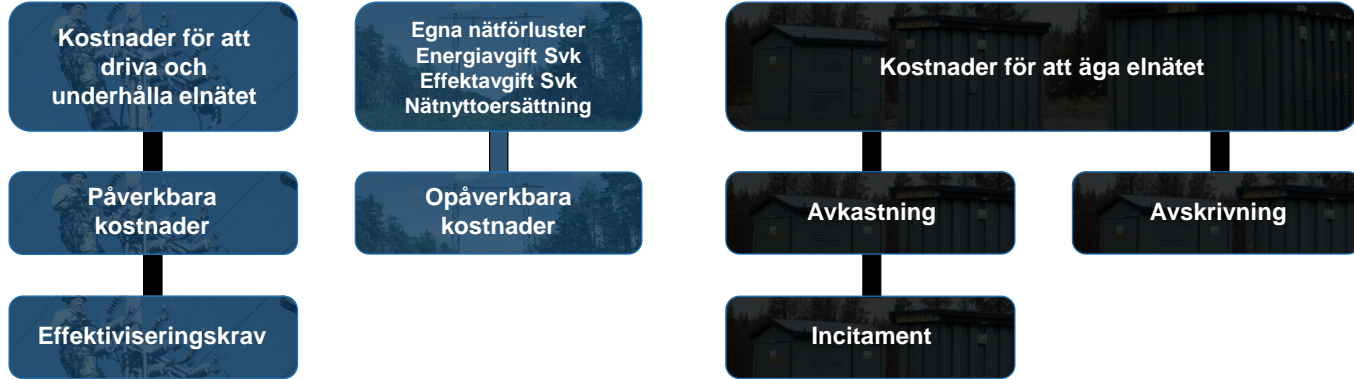 Kostnader för att
driva och
underhålla elnätet
Egna nätförluster
Energiavgift Svk
Effektavgift Svk
Nätnyttoersättning
Kostnader för att äga elnätet
Påverkbara
kostnader
Opåverkbara
kostnader
Avkastning
Avskrivning
Effektiviseringskrav
Incitament